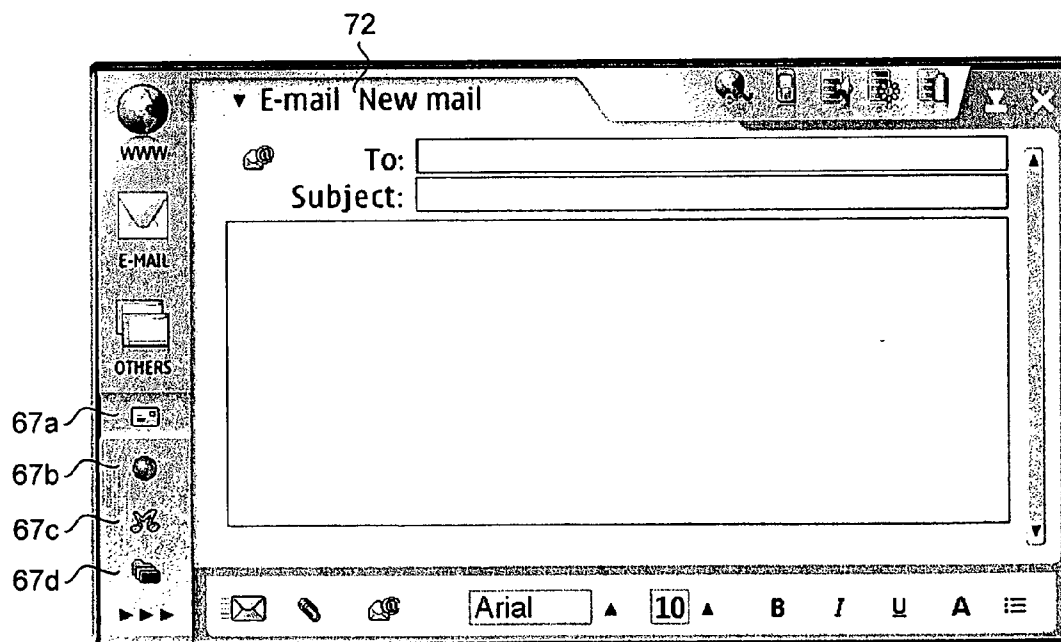 72
▾ E-mail New mail
WWW
To:
Subject:
E-MAIL
OTHERS
67a
67b
67c
67d
Arial 10 B I U A